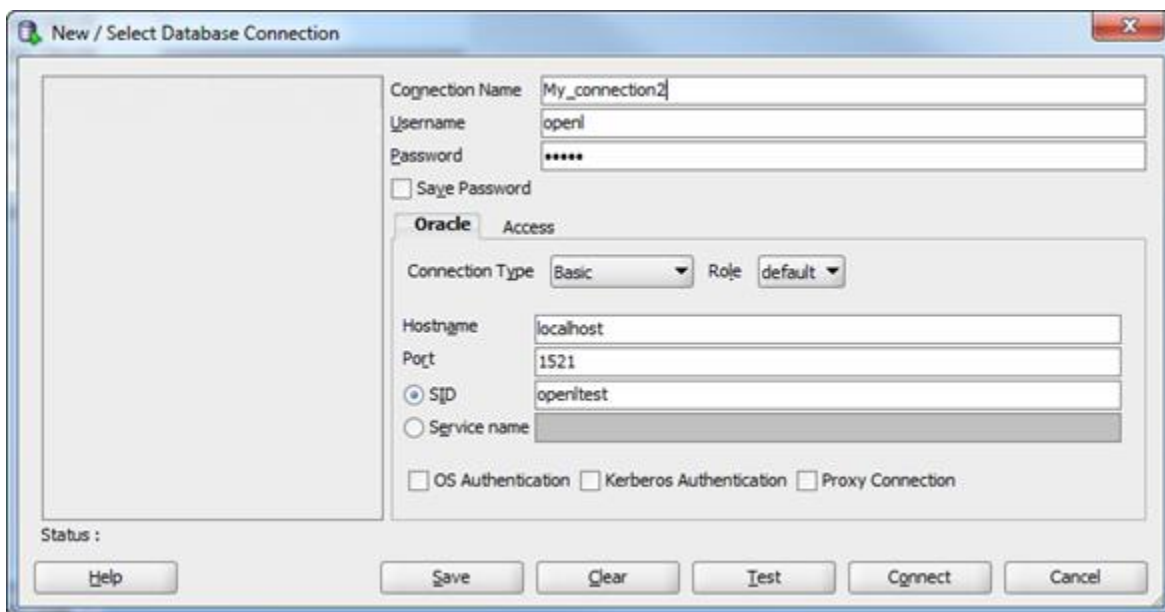 New / Select Database Connection
Connection Name My_connection2
Username openl
Password •••••
Save Password
Oracle Access
Connection Type Basic Role default
Hostname localhost
Port 1521
SID openltest
Service name
OS Authentication Kerberos Authentication Proxy Connection
Status :
Help Save Clear Test Connect Cancel